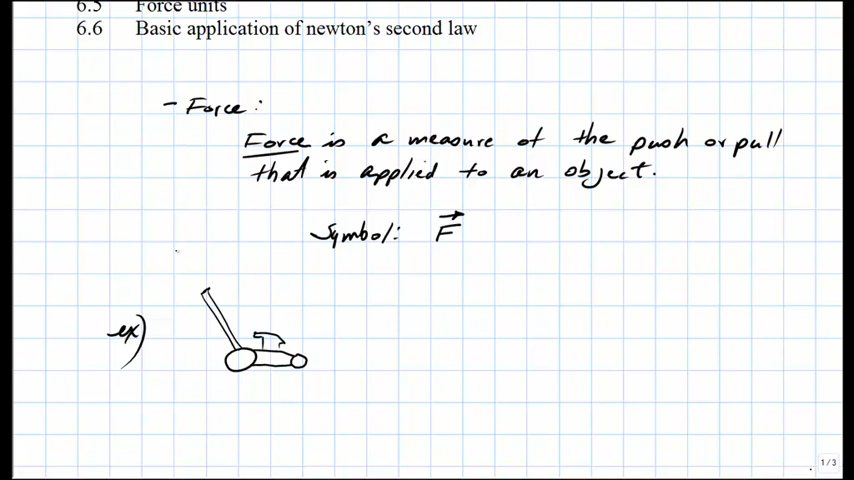 6.5 Force units
6.6 Basic application of newton's second law
- Force:
Force is a measure of the push or pull
that is applied to an object.
Symbol: F
ex)
1/3